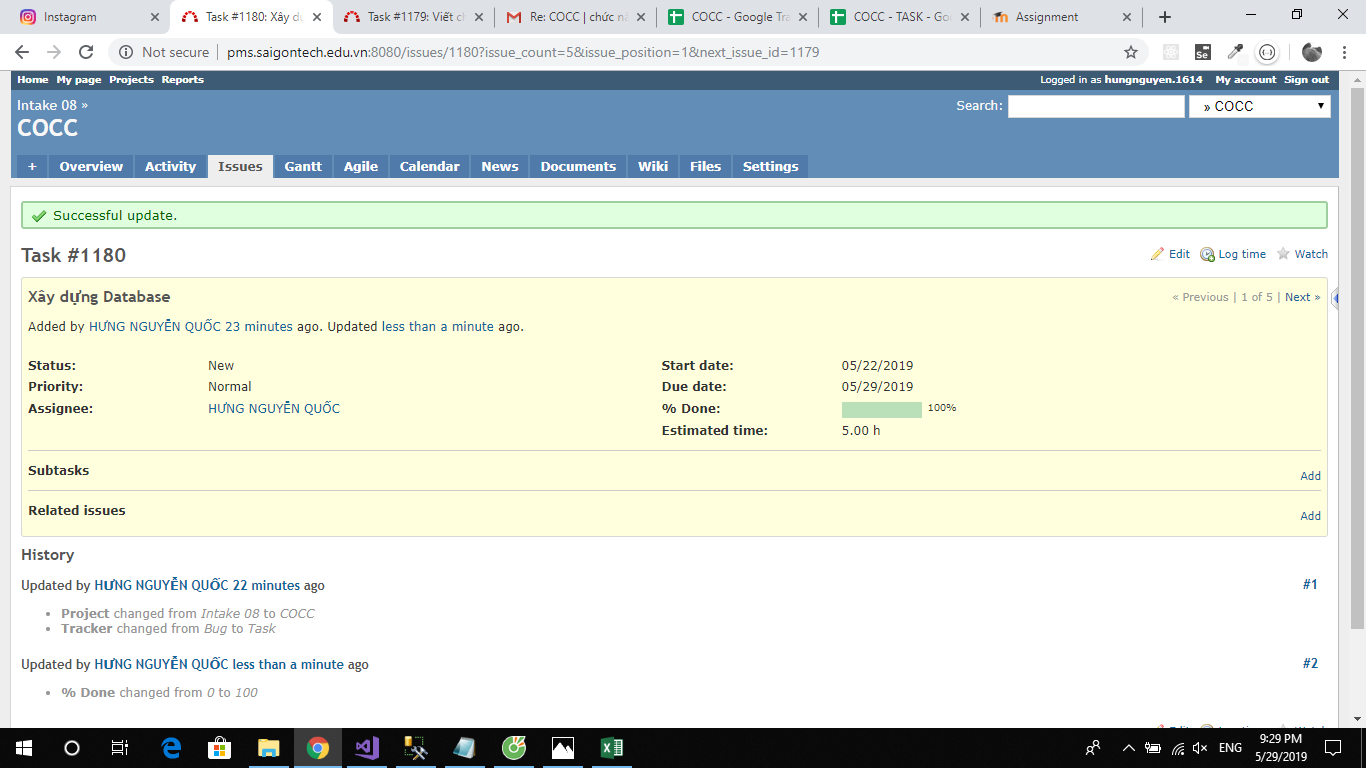 Instagram
Task #1180: Xây dự
Task #1179: Viết ch
Re: COCC | chức nă
COCC - Google Tra
COCC - TASK - Goo
Assignment
Not secure | pms.saigontech.edu.vn:8080/issues/1180?issue_count=5&issue_position=1&next_issue_id=1179
Se
Home My page Projects Reports
Logged in as hungnguyen.1614 My account Sign out
Intake 08 »
Search:
» COCC
COCC
+ Overview Activity Issues Gantt Agile Calendar News Documents Wiki Files Settings
Successful update.
Task #1180
Edit Log time Watch
Xây dựng Database
« Previous | 1 of 5 | Next »
Added by HƯNG NGUYỄN QUỐC 23 minutes ago. Updated less than a minute ago.
Status: New Start date: 05/22/2019
Priority: Normal Due date: 05/29/2019
Assignee: HƯNG NGUYỄN QUỐC % Done: 100%
Estimated time: 5.00 h
Subtasks
Add
Related issues
Add
History
Updated by HƯNG NGUYỄN QUỐC 22 minutes ago #1
• Project changed from Intake 08 to COCC
• Tracker changed from Bug to Task
Updated by HƯNG NGUYỄN QUỐC less than a minute ago #2
• % Done changed from 0 to 100
ENG
9:29 PM
5/29/2019